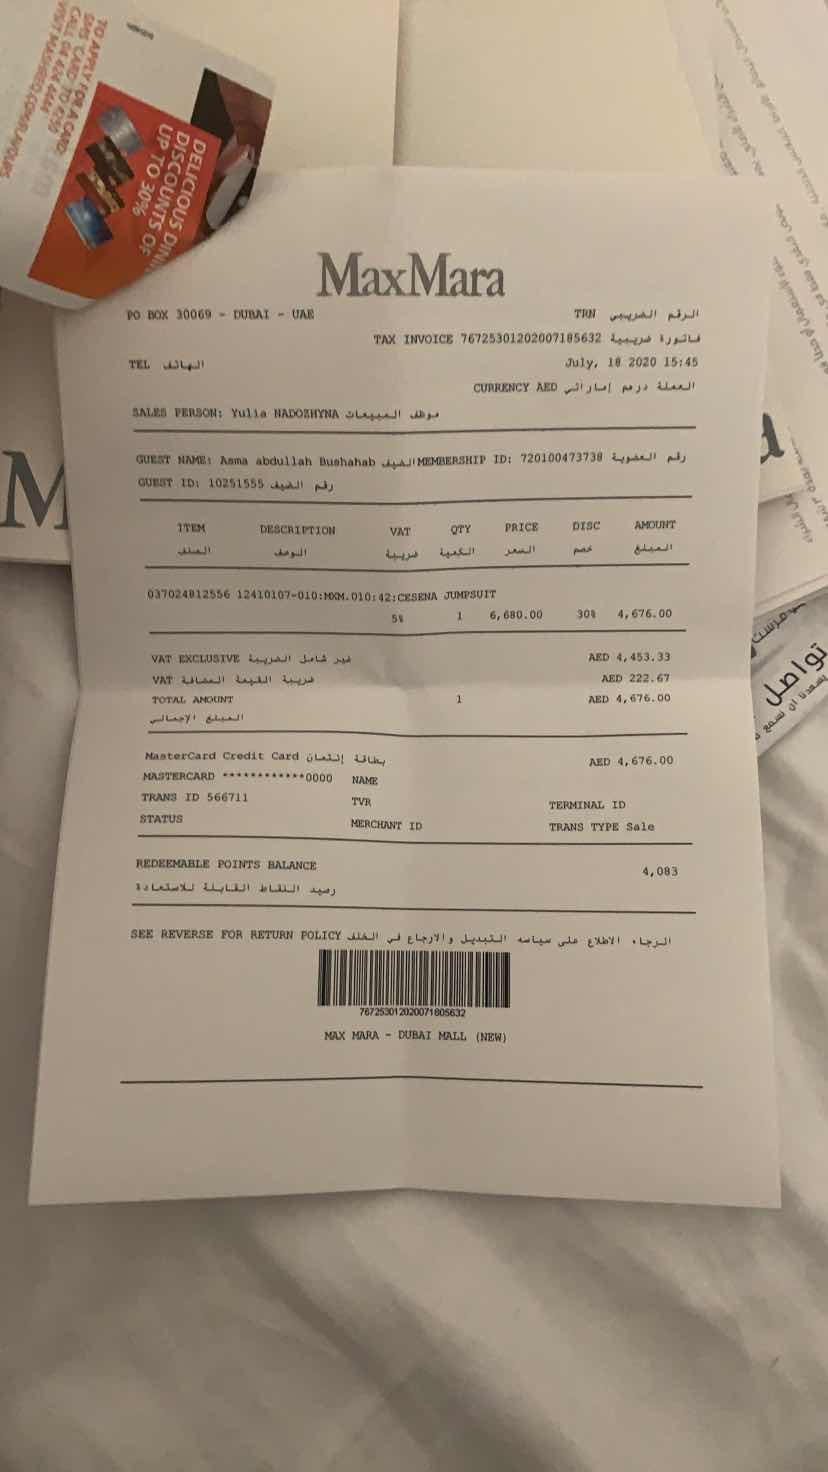 TO APPLY FOR A CARD:
SMS 'CARD' TO 4570
CALL 04 424 4444
VISIT MASHREQ.COM/FLAVOURS
DELICIOUS
DISCOUNTS OF
UP TO 30%
MaxMara
PO BOX 30069 - DUBAI - UAE TRN الرقم الضريبي
TAX INVOICE 76725301202007185632 فاتورة ضريبية
TEL الهاتف July, 18 2020 15:45
CURRENCY AED العملة درهم إماراتي
SALES PERSON: Yulia NADOZHYNA موظف المبيعات
GUEST NAME: Asma abdullah Bushahab الضيف MEMBERSHIP ID: 720100473738 رقم العضوية
GUEST ID: 10251555 رقم الضيف
ITEM DESCRIPTION VAT QTY PRICE DISC AMOUNT
الصنف الوصف ضريبة الكمية السعر خصم المبلغ
037024812556 12410107-010:MXM.010:42:CESENA JUMPSUIT
5% 1 6,680.00 30% 4,676.00
VAT EXCLUSIVE غير شامل الضريبة AED 4,453.33
VAT ضريبة القيمة المضافة AED 222.67
TOTAL AMOUNT 1 AED 4,676.00
المبلغ الإجمالي
MasterCard Credit Card بطاقة إئتمان AED 4,676.00
MASTERCARD ************0000 NAME
TRANS ID 566711 TVR TERMINAL ID
STATUS MERCHANT ID TRANS TYPE Sale
REDEEMABLE POINTS BALANCE 4,083
رصيد النقاط القابلة للاستعادة
SEE REVERSE FOR RETURN POLICY الرجاء الاطلاع على سياسه التبديل والارجاع في الخلف
767253012020071805632
MAX MARA - DUBAI MALL (NEW)
M
a
تواصل
يسعدنا ان نسمع